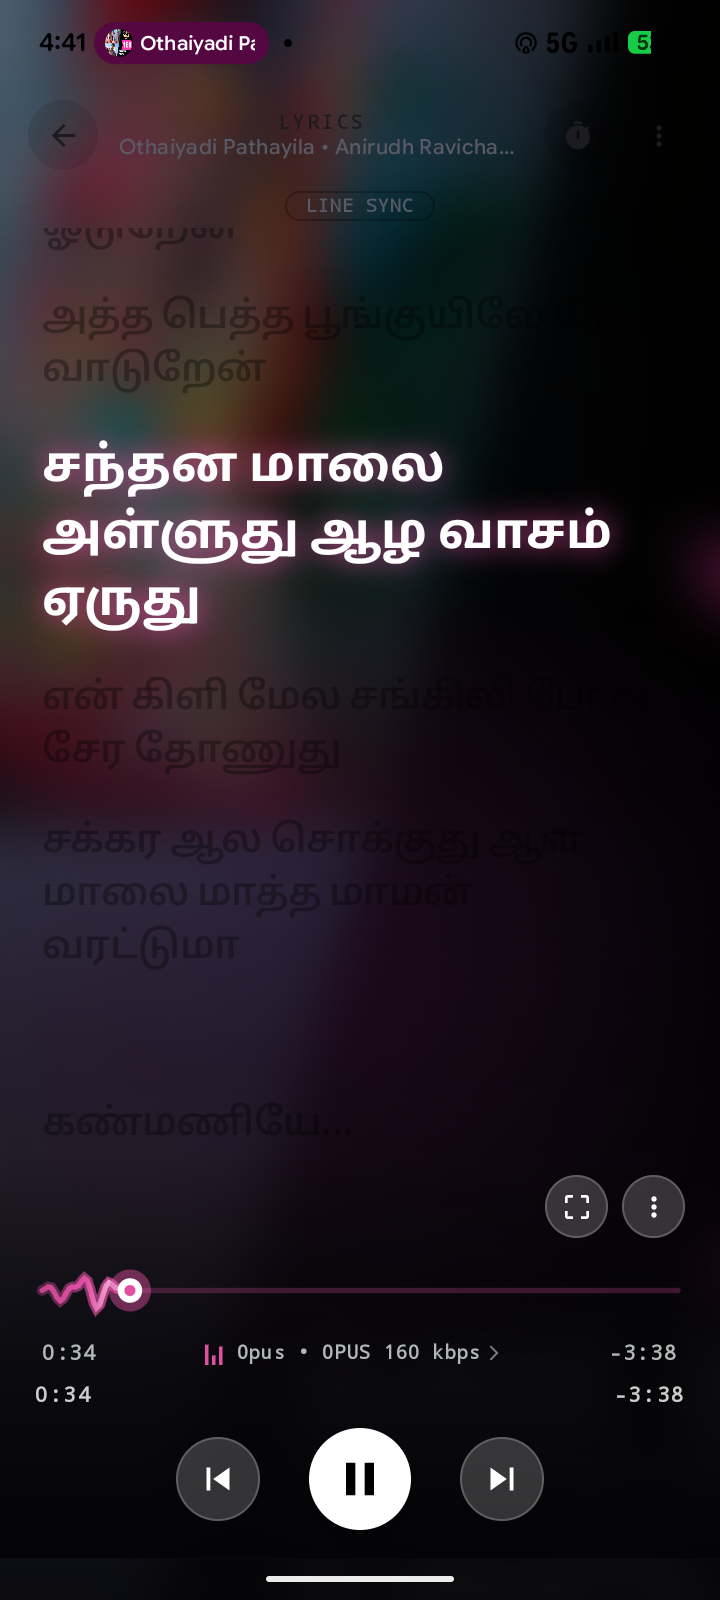 4:41
Othaiyadi Pa
5G
5
LYRICS
Othaiyadi Pathayila • Anirudh Ravicha...
LINE SYNC
ஓடுறேன்
அத்த பெத்த பூங்குயிலே
வாடுறேன்
சந்தன மாலை
அள்ளுது ஆழ வாசம்
ஏருது
என் கிளி மேல சங்கிலி போல
சேர தோணுது
சக்கர ஆல சொக்குது ஆள
மாலை மாத்த மாமன்
வரட்டுமா
கண்மணியே...
0:34
Opus • OPUS 160 kbps
-3:38
0:34
-3:38